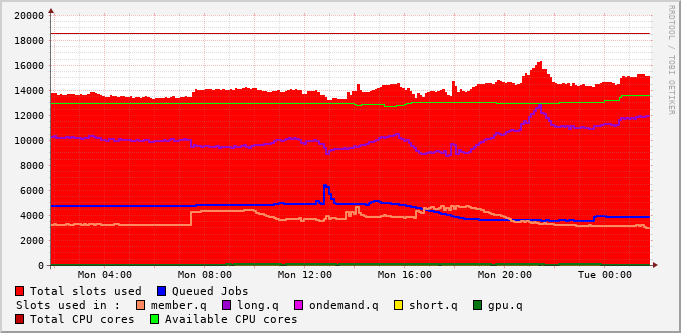 20000
18000
16000
14000
12000
10000
8000
6000
4000
2000
0
Mon 04:00 Mon 08:00 Mon 12:00 Mon 16:00 Mon 20:00 Tue 00:00
Total slots used Queued Jobs
Slots used in : member.q long.q ondemand.q short.q gpu.q
Total CPU cores Available CPU cores
RRDTOOL / TOBI OETIKER